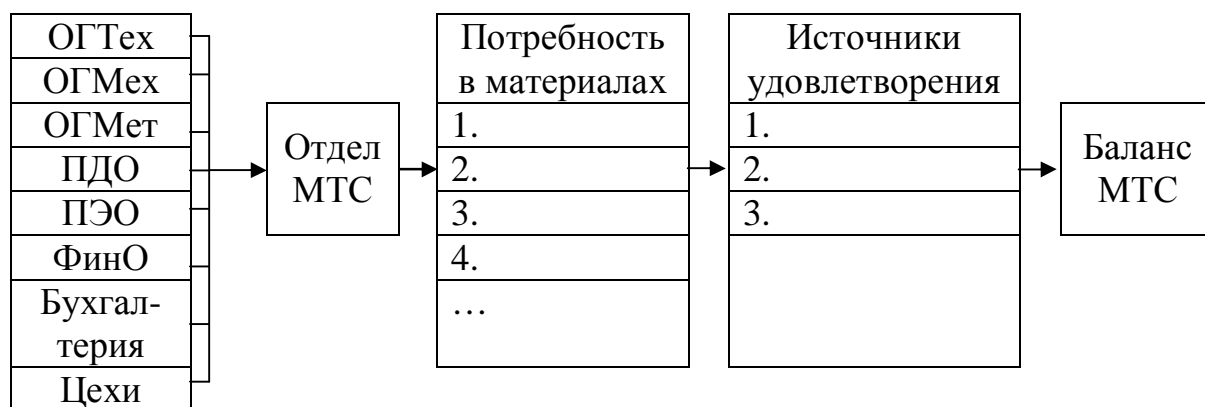 ОГТех
ОГМех
ОГМет
ПДО
ПЭО
ФинО
Бухгал-
терия
Цехи
Отдел
МТС
Потребность
в материалах
1.
2.
3.
4.
…
Источники
удовлетворения
1.
2.
3.
Баланс
МТС